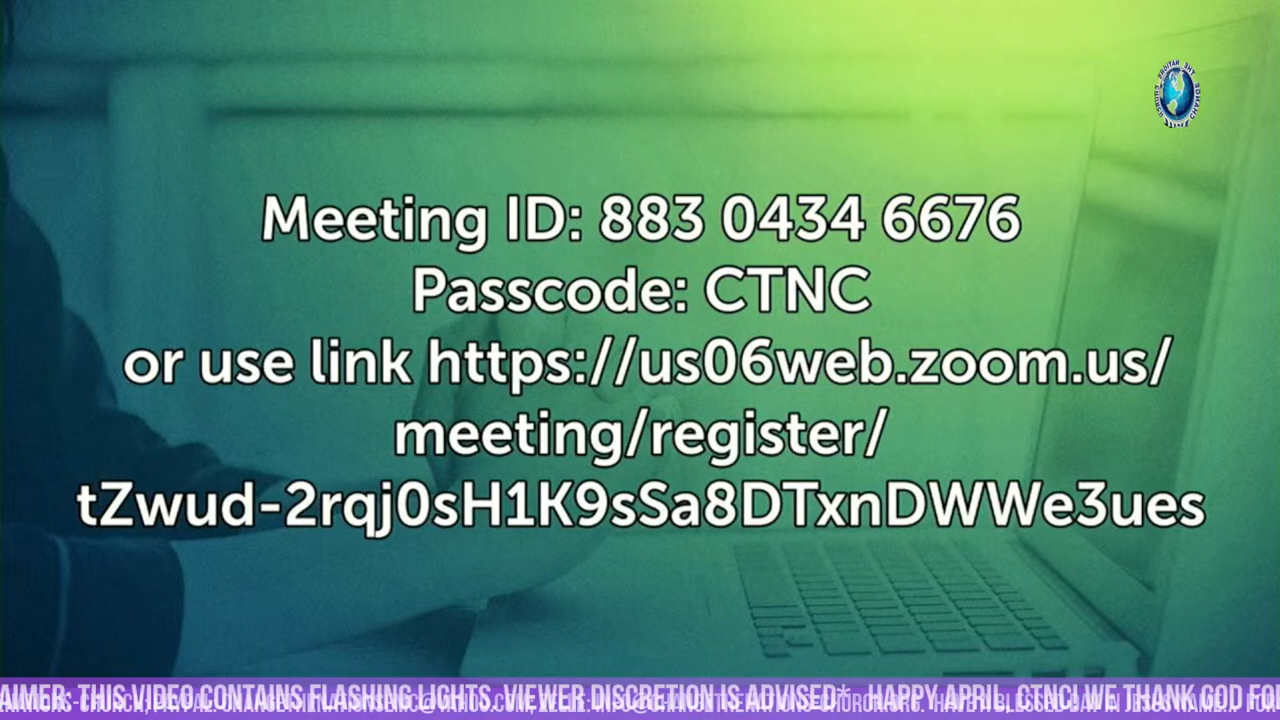 Meeting ID: 883 0434 6676
Passcode: CTNC
or use link https://us06web.zoom.us/
meeting/register/
tZwud-2rqj0sH1K9sSa8DTxnDWWe3ues
AIMER: THIS VIDEO CONTAINS FLASHING LIGHTS. VIEWER DISCRETION IS ADVISED* HAPPY APRIL, CTNC! WE THANK GOD FO